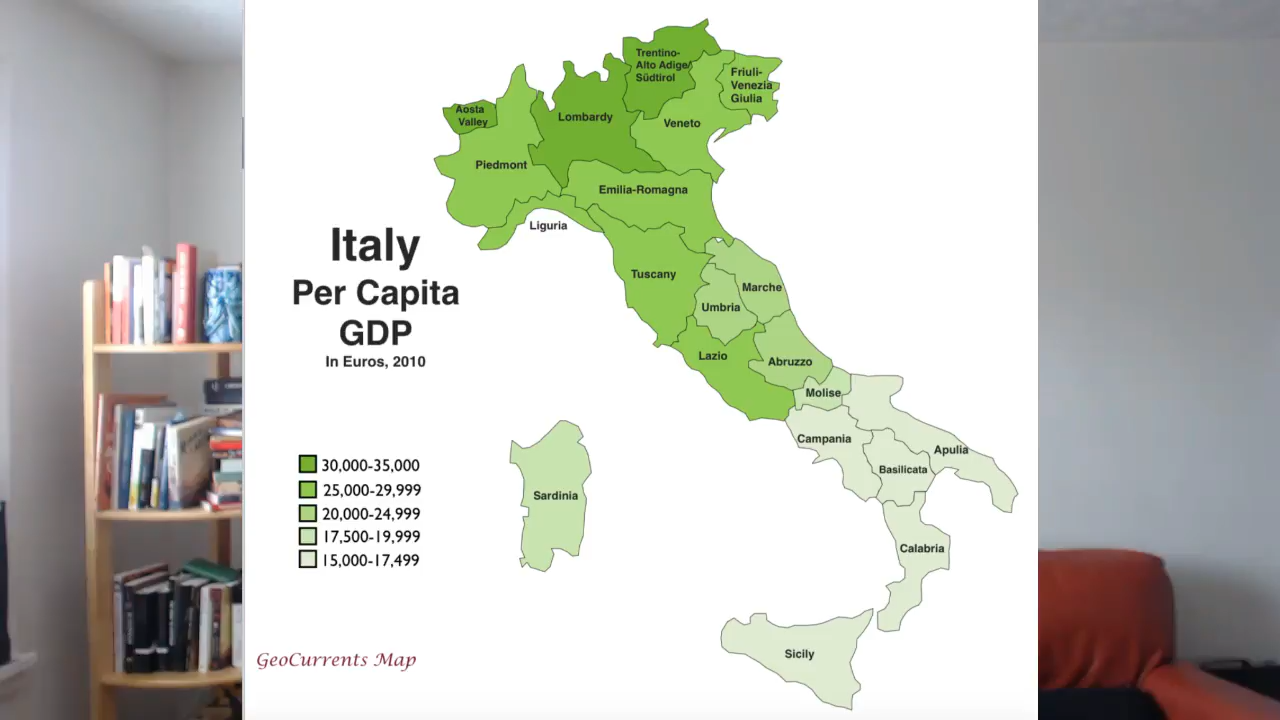 Italy
Per Capita
GDP
In Euros, 2010
30,000-35,000
25,000-29,999
20,000-24,999
17,500-19,999
15,000-17,499
GeoCurrents Map
Trentino-
Alto Adige/
Südtirol
Friuli-
Venezia
Giulia
Aosta
Valley
Lombardy
Veneto
Piedmont
Emilia-Romagna
Liguria
Tuscany
Marche
Umbria
Lazio
Abruzzo
Molise
Campania
Apulia
Basilicata
Sardinia
Calabria
Sicily